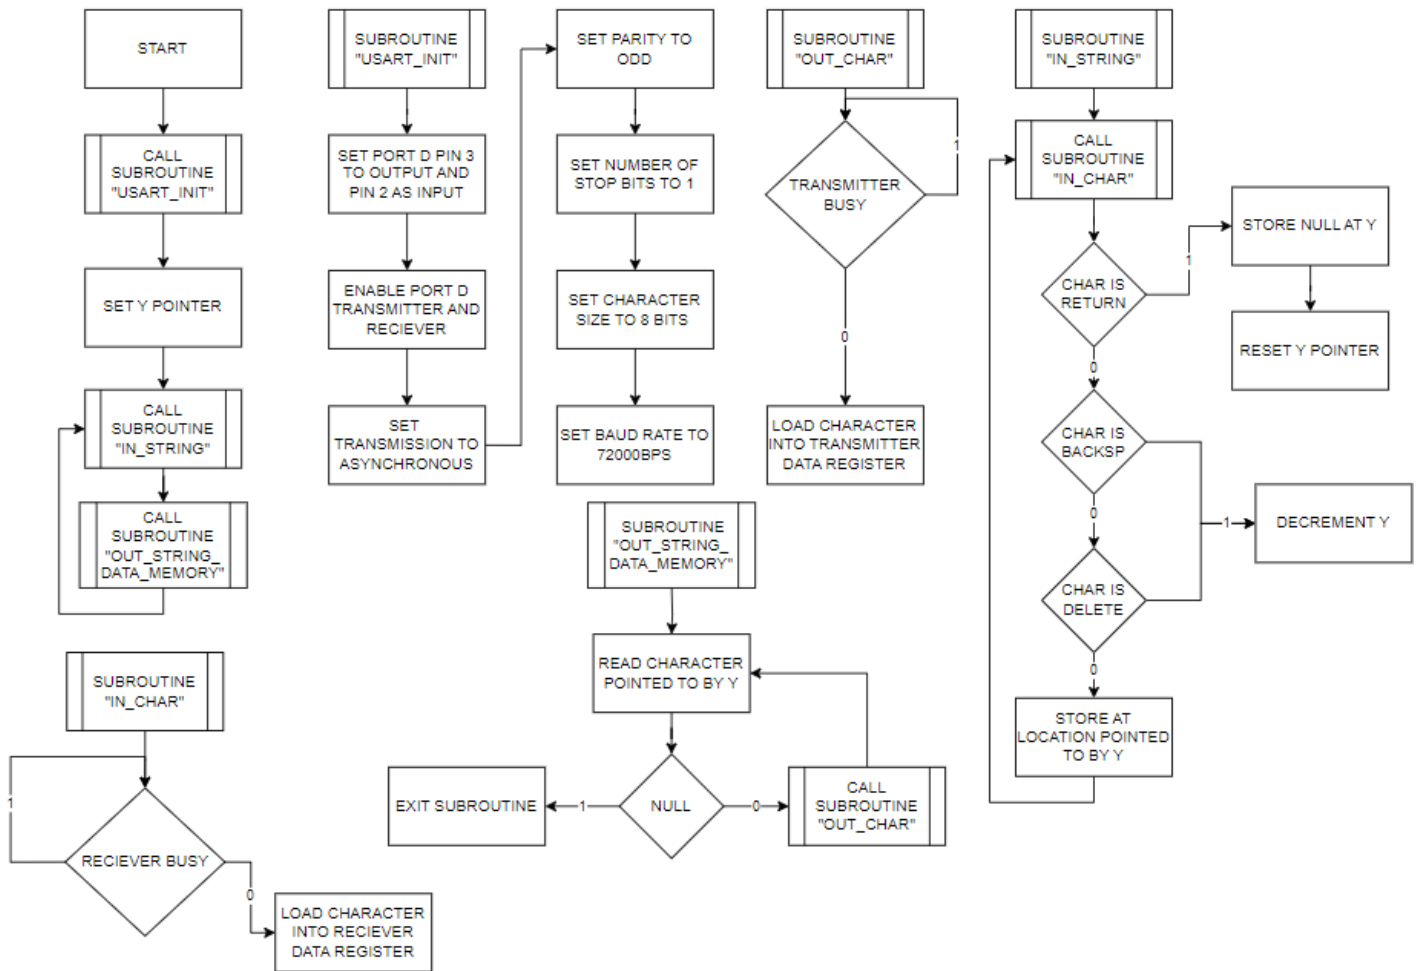 START
CALL
SUBROUTINE
"USART_INIT"
SET Y POINTER
CALL
SUBROUTINE
"IN_STRING"
CALL
SUBROUTINE
"OUT_STRING_
DATA_MEMORY"
SUBROUTINE
"USART_INIT"
SET PORT D PIN 3
TO OUTPUT AND
PIN 2 AS INPUT
ENABLE PORT D
TRANSMITTER AND
RECIEVER
SET
TRANSMISSION TO
ASYNCHRONOUS
SET PARITY TO
ODD
SET NUMBER OF
STOP BITS TO 1
SET CHARACTER
SIZE TO 8 BITS
SET BAUD RATE TO
72000BPS
SUBROUTINE
"OUT_CHAR"
1
TRANSMITTER
BUSY
0
LOAD CHARACTER
INTO TRANSMITTER
DATA REGISTER
SUBROUTINE
"IN_STRING"
CALL
SUBROUTINE
"IN_CHAR"
CHAR IS
RETURN
1
STORE NULL AT Y
RESET Y POINTER
0
CHAR IS
BACKSP
0
1
DECREMENT Y
CHAR IS
DELETE
0
STORE AT
LOCATION POINTED
TO BY Y
SUBROUTINE
"OUT_STRING_
DATA_MEMORY"
READ CHARACTER
POINTED TO BY Y
NULL
1
EXIT SUBROUTINE
0
CALL
SUBROUTINE
"OUT_CHAR"
SUBROUTINE
"IN_CHAR"
1
RECIEVER BUSY
0
LOAD CHARACTER
INTO RECIEVER
DATA REGISTER